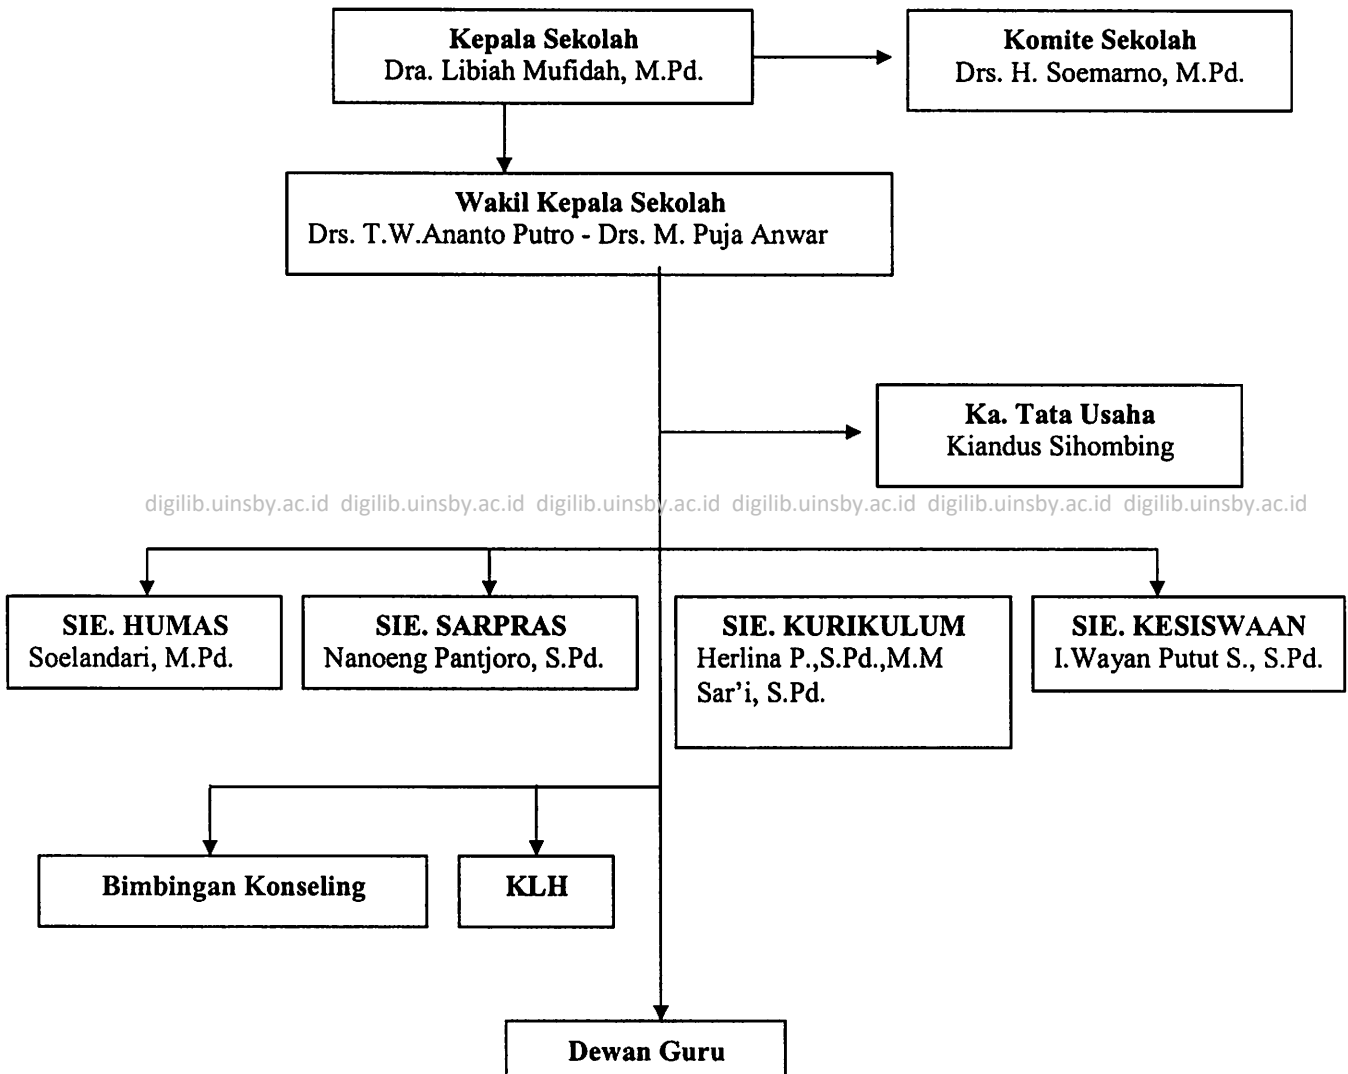 Kepala Sekolah
Dra. Libiah Mufidah, M.Pd.
Komite Sekolah
Drs. H. Soemarno, M.Pd.
Wakil Kepala Sekolah
Drs. T.W.Ananto Putro - Drs. M. Puja Anwar
Ka. Tata Usaha
Kiandus Sihombing
digilib.uinsby.ac.id digilib.uinsby.ac.id digilib.uinsby.ac.id digilib.uinsby.ac.id digilib.uinsby.ac.id digilib.uinsby.ac.id
SIE. HUMAS
Soelandari, M.Pd.
SIE. SARPRAS
Nanoeng Pantjoro, S.Pd.
SIE. KURIKULUM
Herlina P.,S.Pd.,M.M
Sar’i, S.Pd.
SIE. KESISWAAN
I.Wayan Putut S., S.Pd.
Bimbingan Konseling
KLH
Dewan Guru